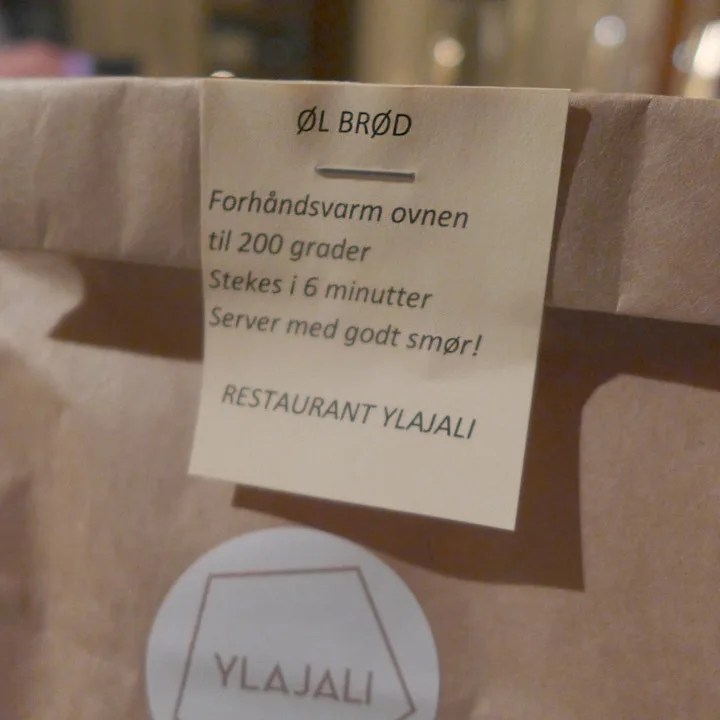 ØL BRØD
Forhåndsvarm ovnen
til 200 grader
Stekes i 6 minutter
Server med godt smør!
RESTAURANT YLAJALI
YLAJALI